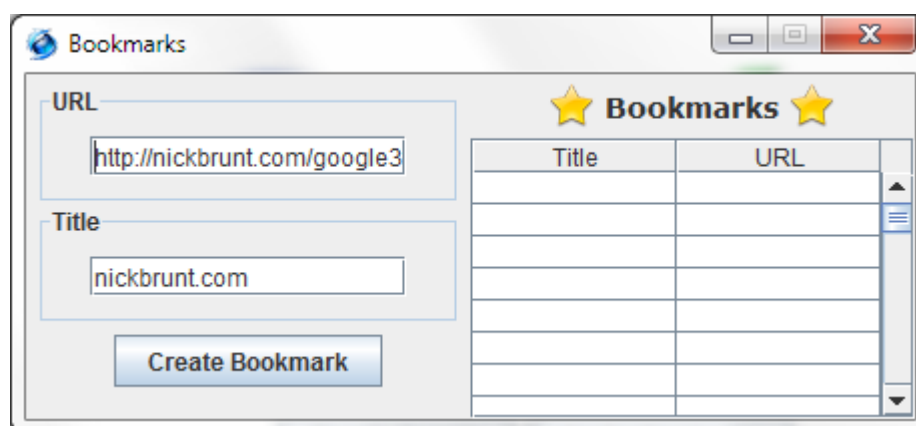 Bookmarks
URL
http://nickbrunt.com/google3
Title
nickbrunt.com
Create Bookmark
Bookmarks
Title URL